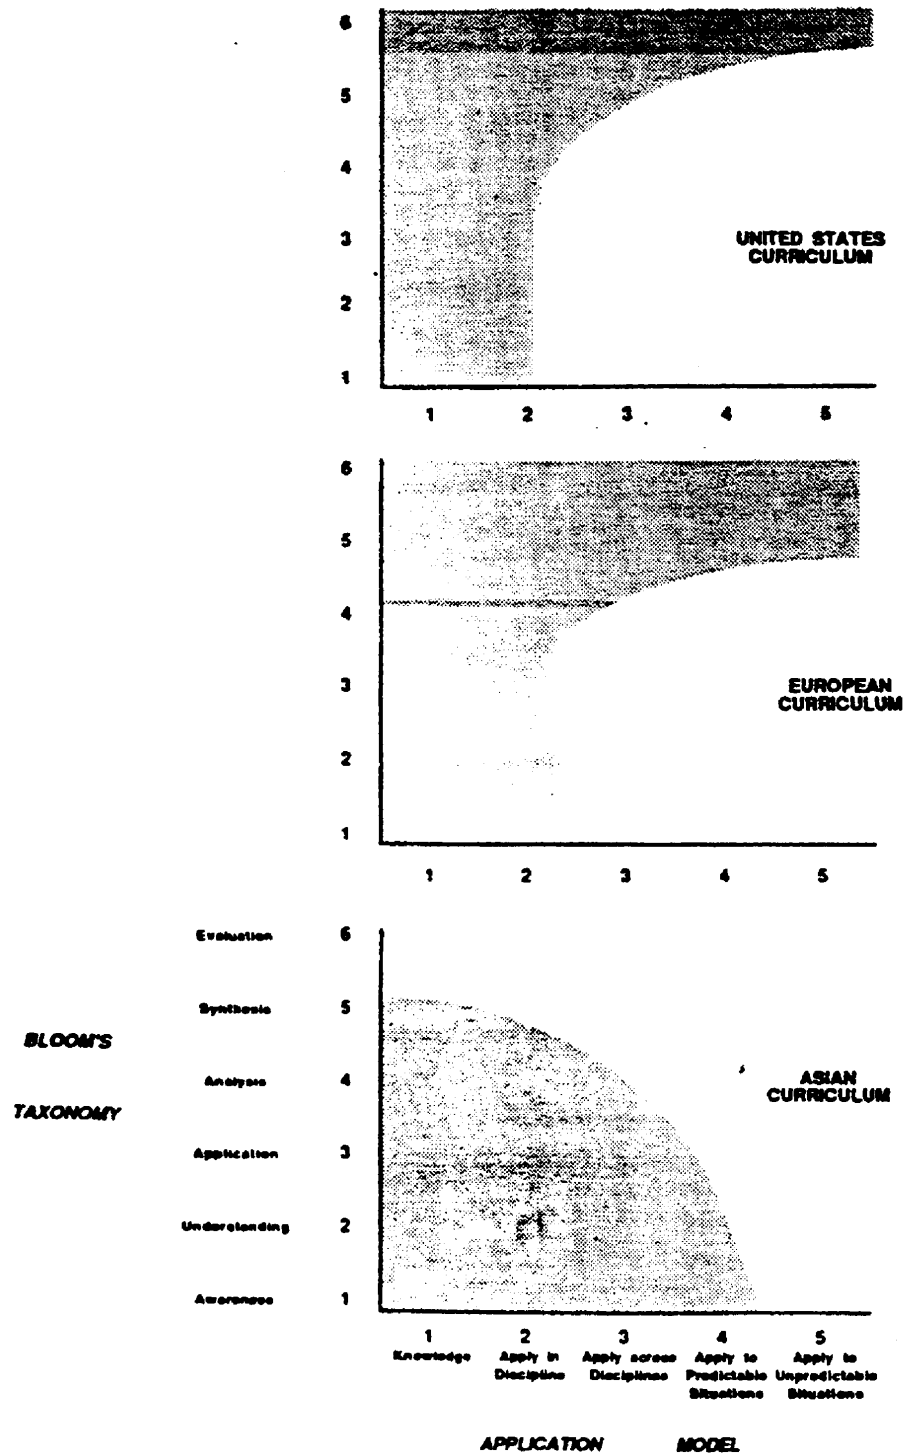 6
5
4
3
2
1
UNITED STATES
CURRICULUM
1 2 3 4 5
6
5
4
3
2
1
EUROPEAN
CURRICULUM
1 2 3 4 5
Evaluation 6
Synthesis 5
BLOOM'S
Analysis 4
ASIAN
CURRICULUM
TAXONOMY
Application 3
Understanding 2
Awareness 1
1 2 3 4 5
Knowledge Apply in Apply across Apply to Apply to
Discipline Disciplines Predictable Unpredictable
Situations Situations
APPLICATION MODEL